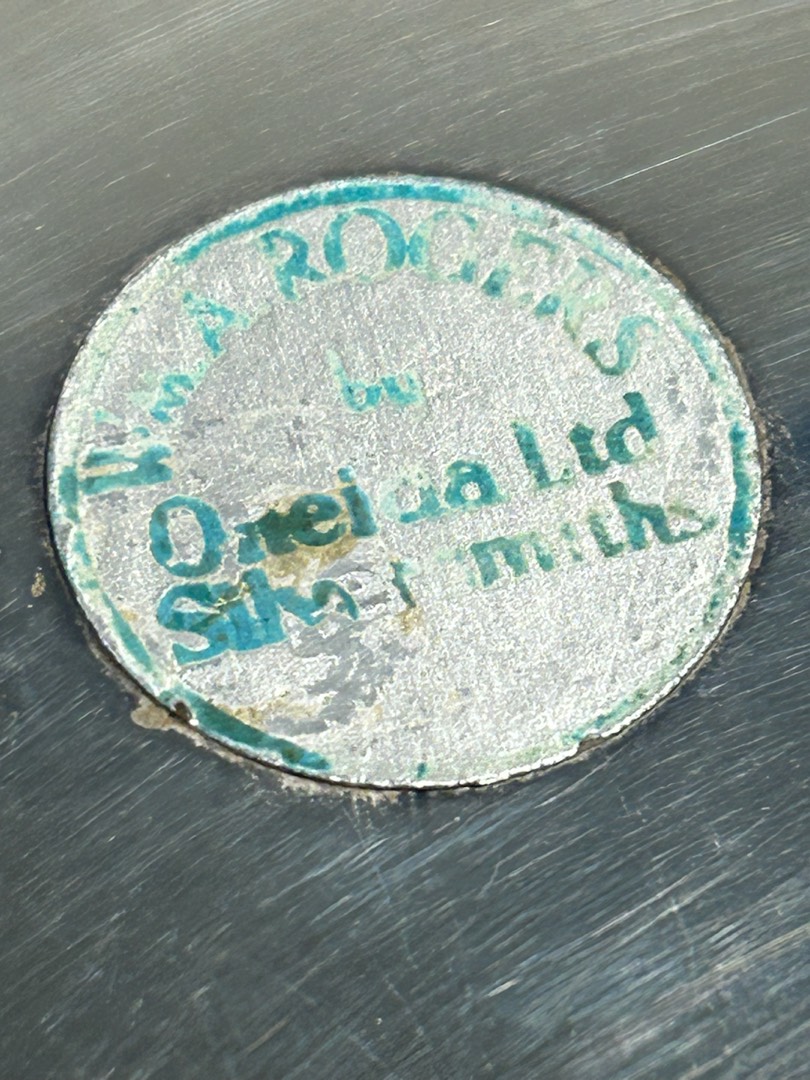 Wm A ROGERS
by
Oneida Ltd
Silversmiths